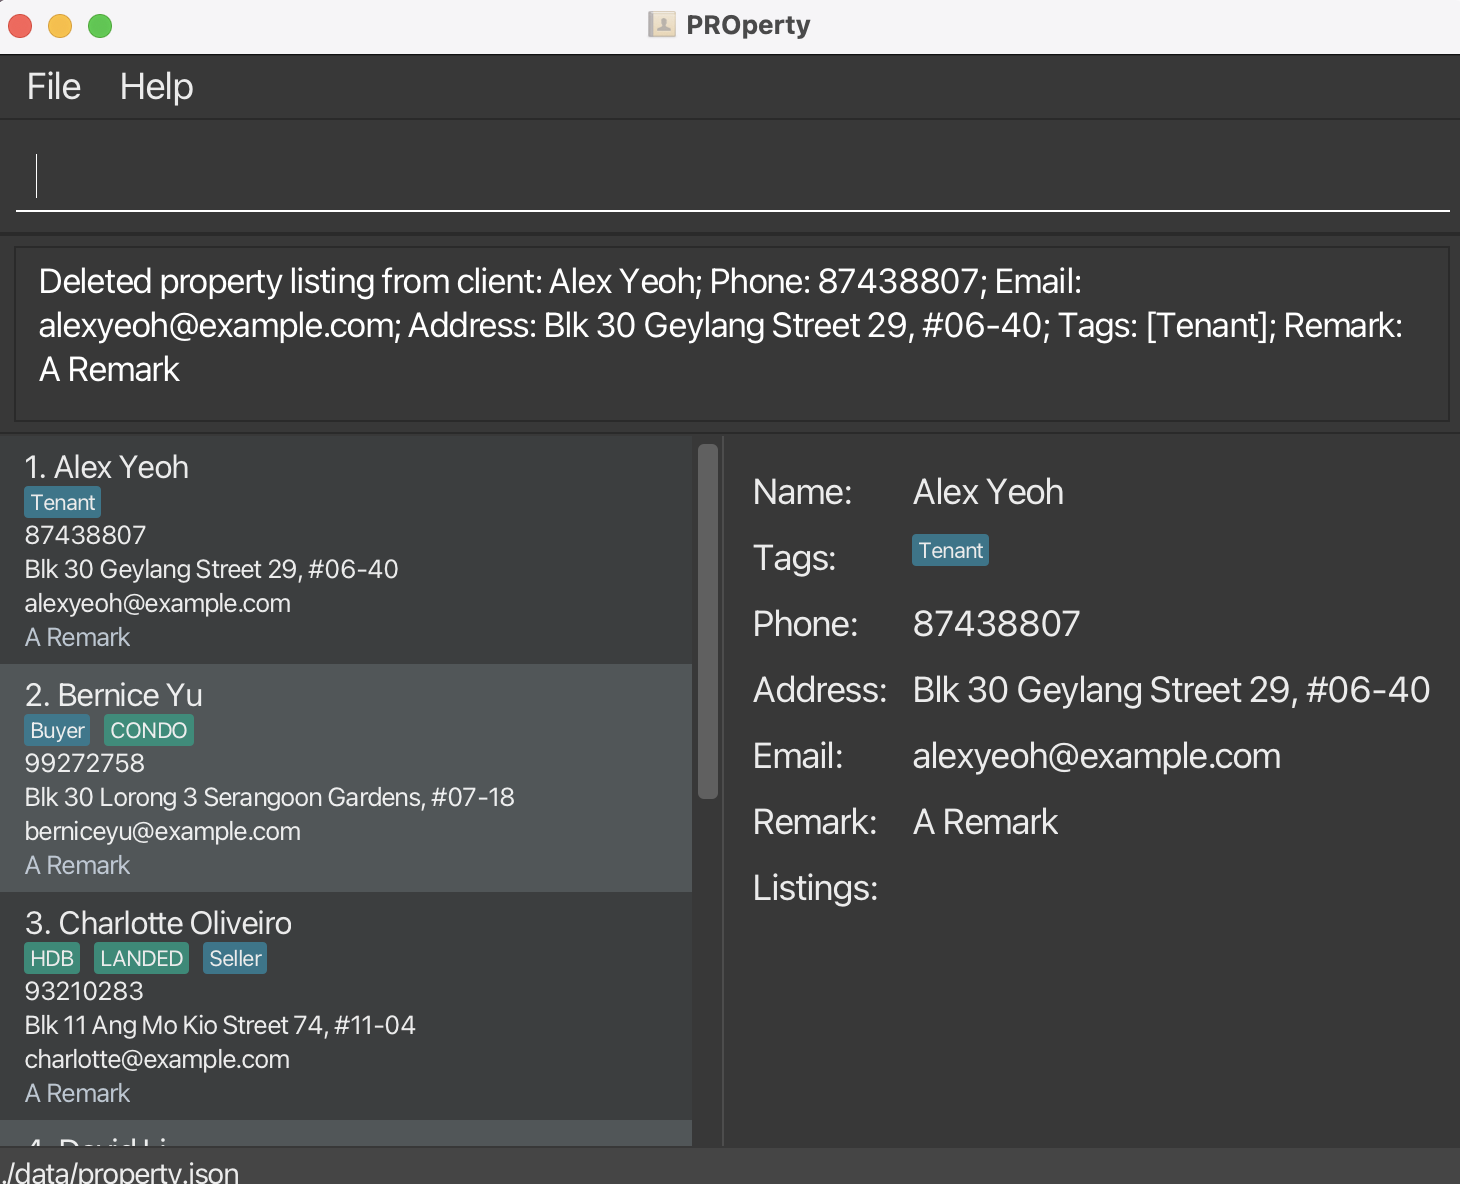 PROperty
File Help
Deleted property listing from client: Alex Yeoh; Phone: 87438807; Email:
alexyeoh@example.com; Address: Blk 30 Geylang Street 29, #06-40; Tags: [Tenant]; Remark:
A Remark
1. Alex Yeoh
Tenant
87438807
Blk 30 Geylang Street 29, #06-40
alexyeoh@example.com
A Remark
2. Bernice Yu
Buyer CONDO
99272758
Blk 30 Lorong 3 Serangoon Gardens, #07-18
berniceyu@example.com
A Remark
3. Charlotte Oliveiro
HDB LANDED Seller
93210283
Blk 11 Ang Mo Kio Street 74, #11-04
charlotte@example.com
A Remark
4. David Li
Name: Alex Yeoh
Tags: Tenant
Phone: 87438807
Address: Blk 30 Geylang Street 29, #06-40
Email: alexyeoh@example.com
Remark: A Remark
Listings:
./data/property.json